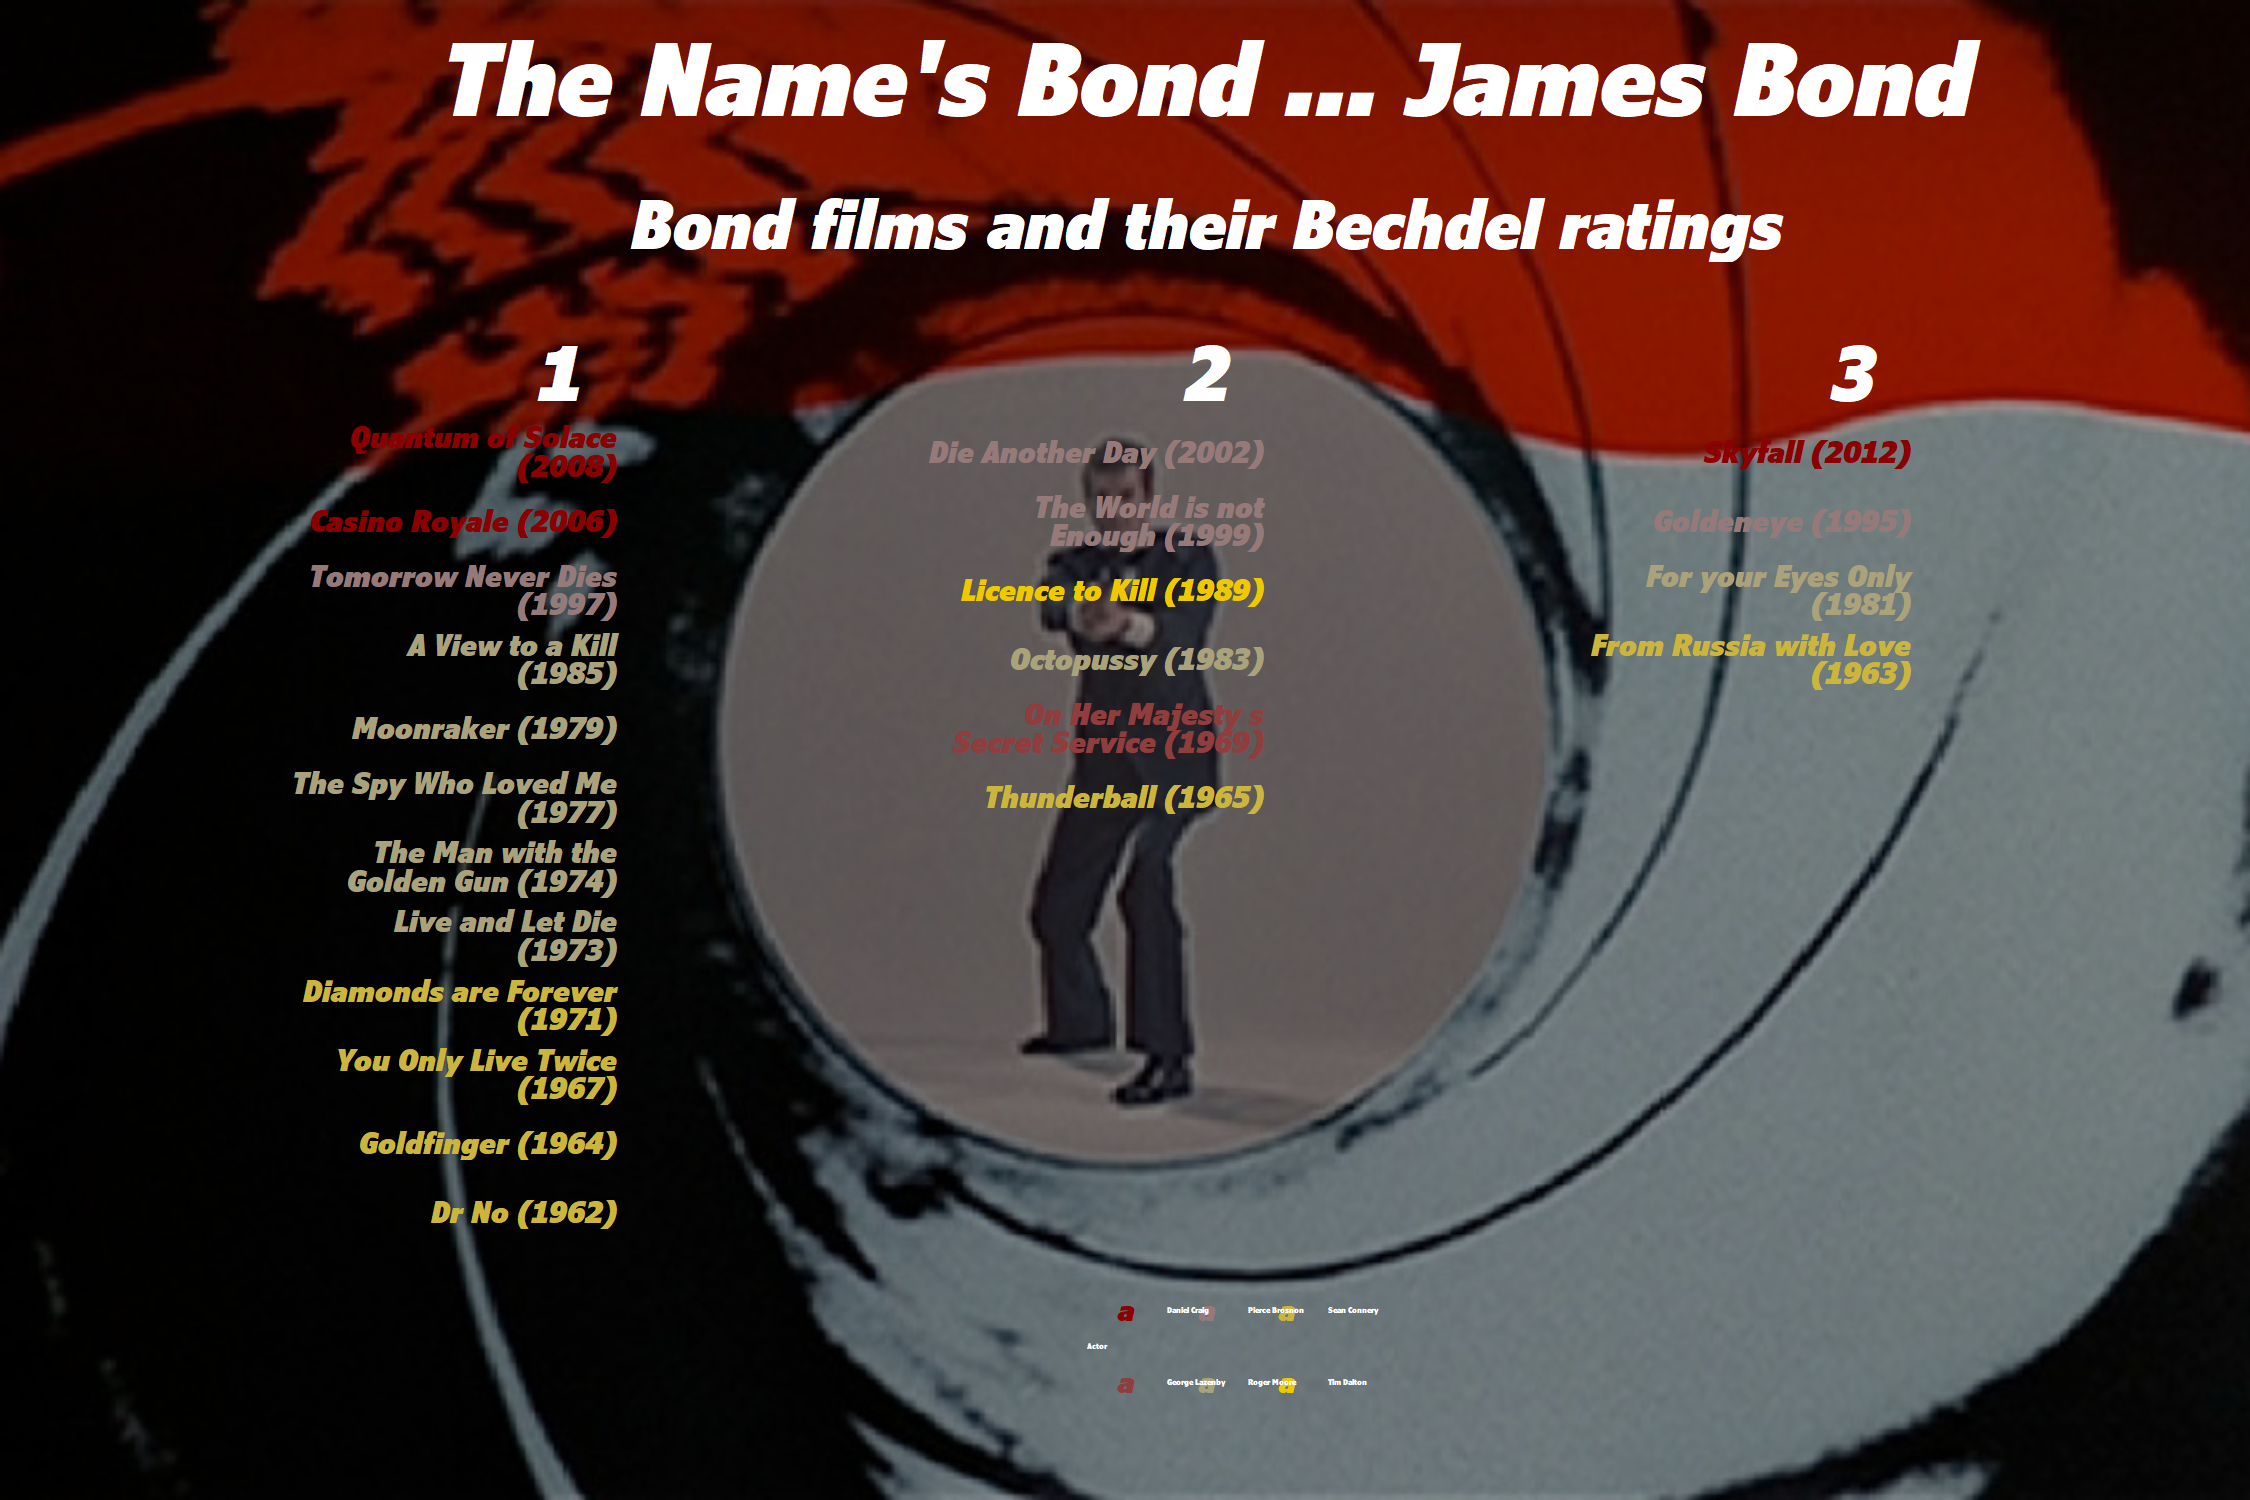 The Name's Bond ... James Bond
Bond films and their Bechdel ratings
1
Quantum of Solace
(2008)
Casino Royale (2006)
Tomorrow Never Dies
(1997)
A View to a Kill
(1985)
Moonraker (1979)
The Spy Who Loved Me
(1977)
The Man with the
Golden Gun (1974)
Live and Let Die
(1973)
Diamonds are Forever
(1971)
You Only Live Twice
(1967)
Goldfinger (1964)
Dr No (1962)
2
Die Another Day (2002)
The World is not
Enough (1999)
Licence to Kill (1989)
Octopussy (1983)
On Her Majesty s
Secret Service (1969)
Thunderball (1965)
3
Skyfall (2012)
Goldeneye (1995)
For your Eyes Only
(1981)
From Russia with Love
(1963)
a Daniel Craig a Pierce Brosnon a Sean Connery
Actor
a George Lazenby a Roger Moore a Tim Dalton